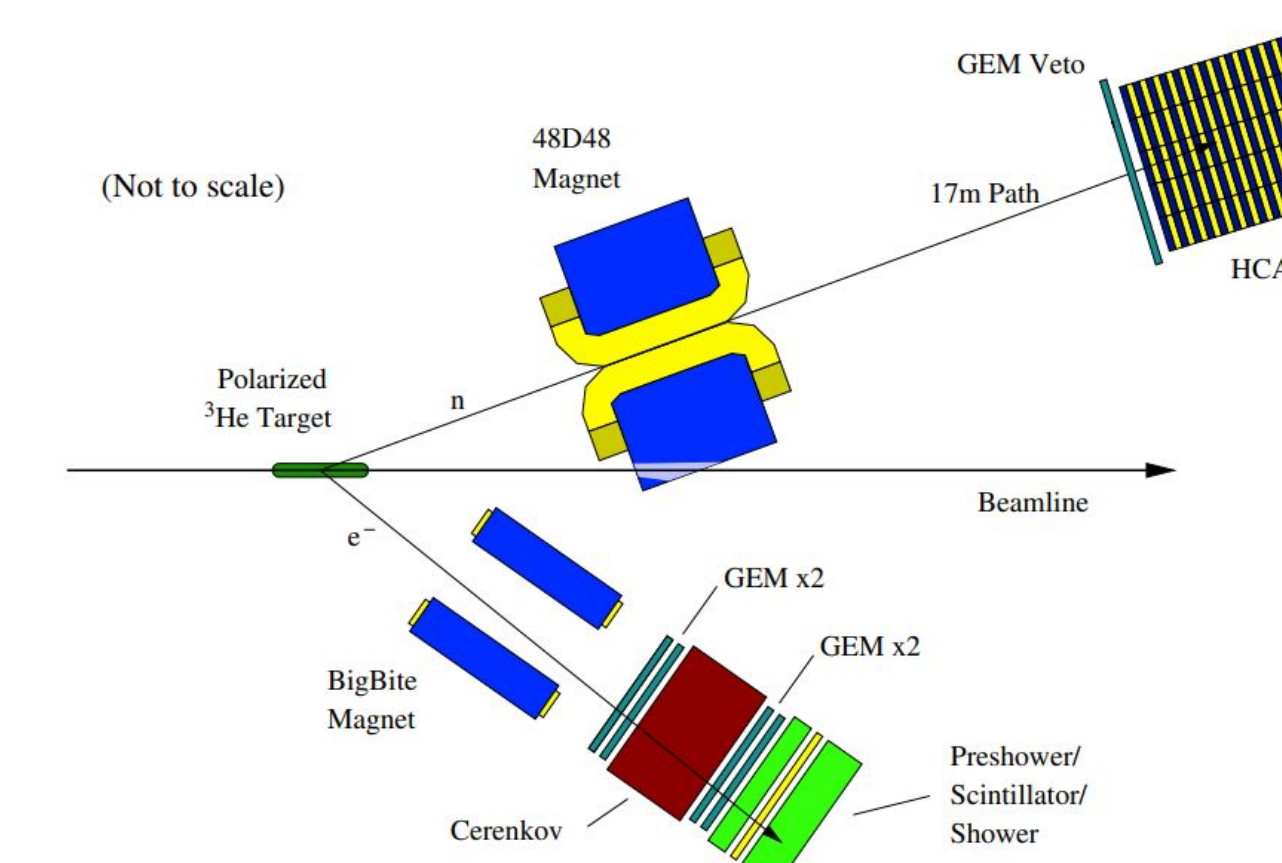 GEM Veto
48D48
Magnet
(Not to scale)
17m Path
HCA
Polarized
³He Target
n
Beamline
e⁻
GEM x2
GEM x2
BigBite
Magnet
Preshower/
Scintillator/
Shower
Cerenkov